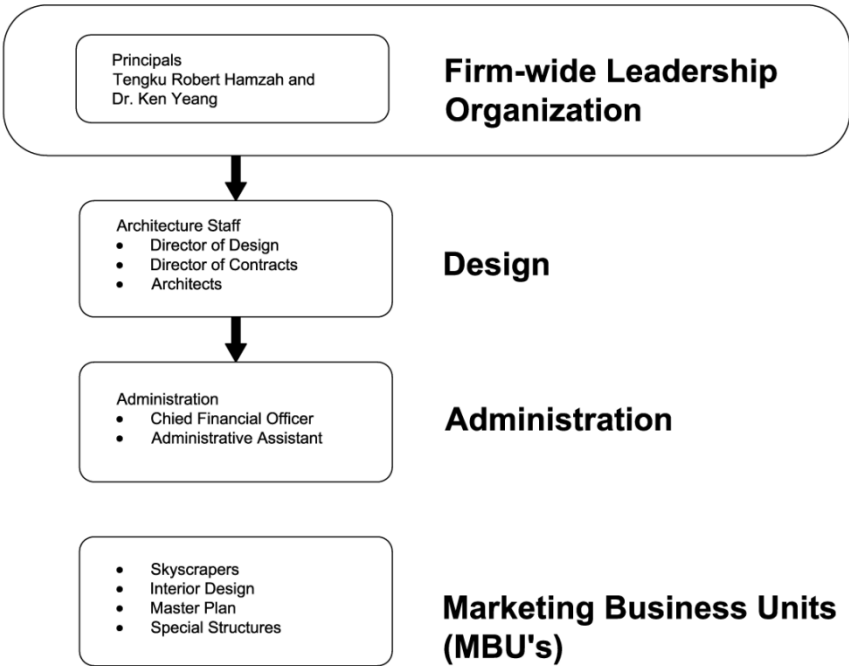 Principals
Tengku Robert Hamzah and
Dr. Ken Yeang
Firm-wide Leadership
Organization
Architecture Staff
• Director of Design
• Director of Contracts
• Architects
Design
Administration
• Chied Financial Officer
• Administrative Assistant
Administration
• Skyscrapers
• Interior Design
• Master Plan
• Special Structures
Marketing Business Units
(MBU's)